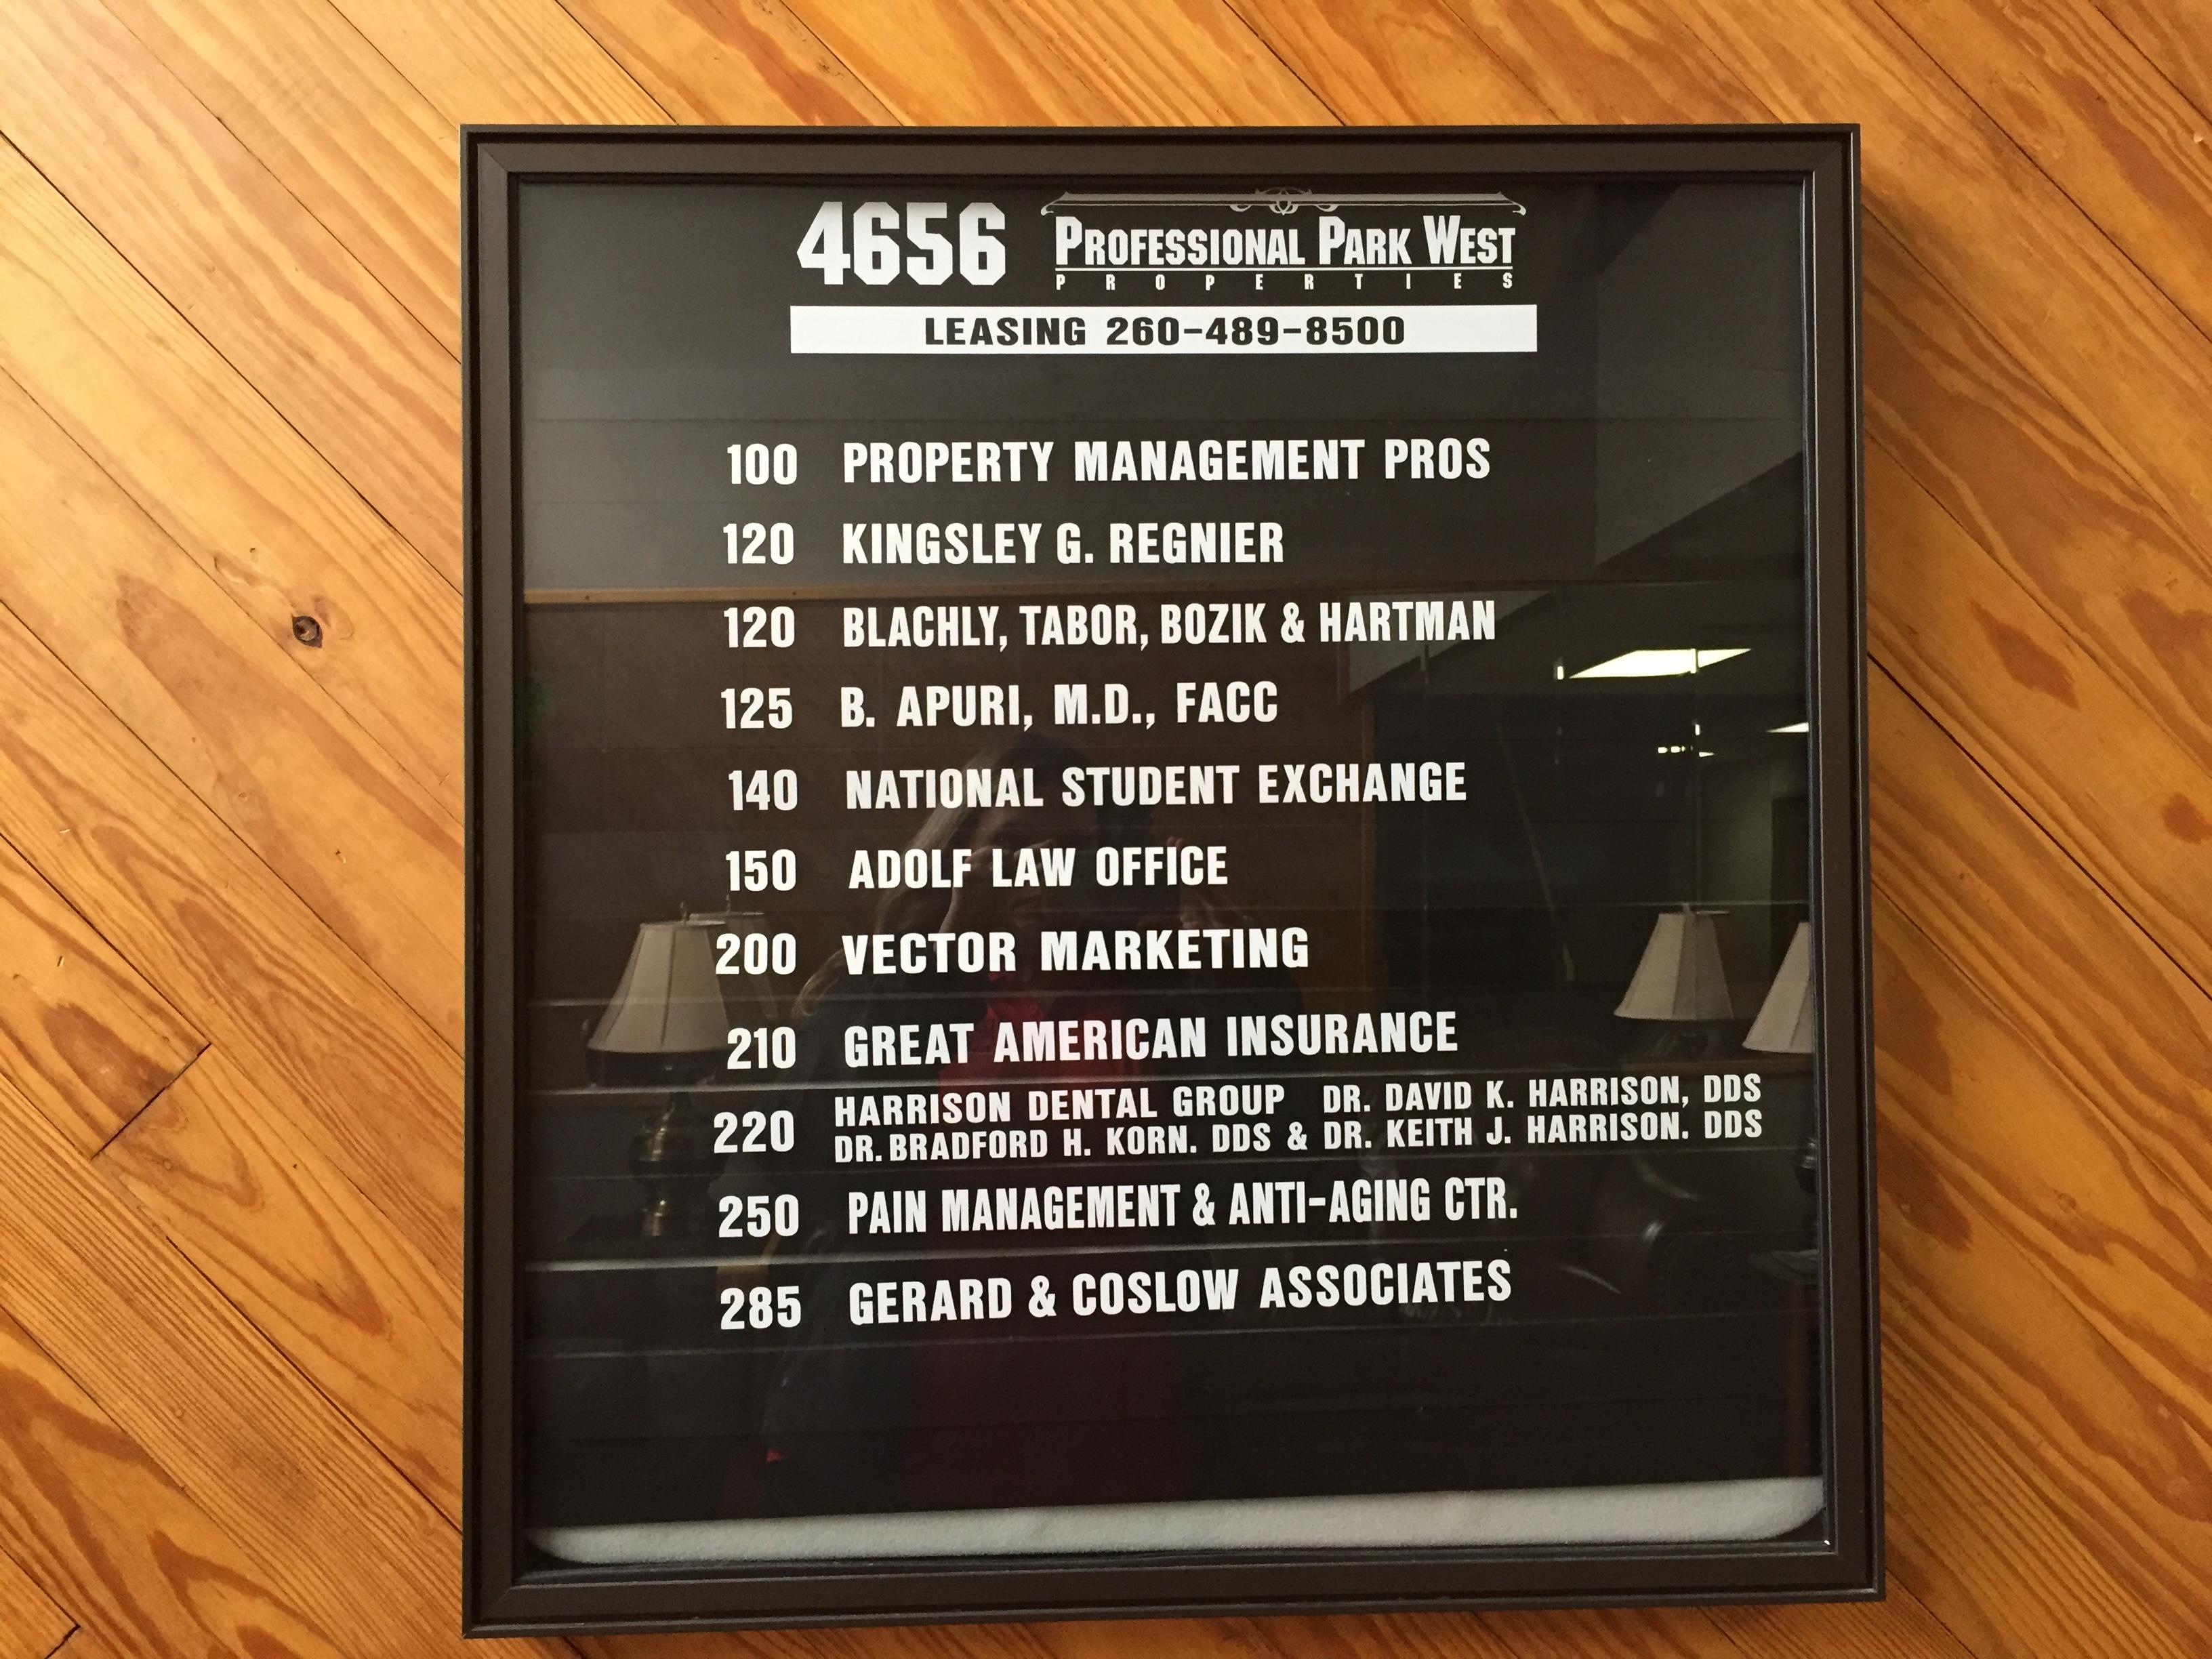 4656 PROFESSIONAL PARK WEST
PROPERTIES
LEASING 260-489-8500
100 PROPERTY MANAGEMENT PROS
120 KINGSLEY G. REGNIER
120 BLACHLY, TABOR, BOZIK & HARTMAN
125 B. APURI, M.D., FACC
140 NATIONAL STUDENT EXCHANGE
150 ADOLF LAW OFFICE
200 VECTOR MARKETING
210 GREAT AMERICAN INSURANCE
220 HARRISON DENTAL GROUP DR. DAVID K. HARRISON, DDS
DR. BRADFORD H. KORN. DDS & DR. KEITH J. HARRISON. DDS
250 PAIN MANAGEMENT & ANTI-AGING CTR.
285 GERARD & COSLOW ASSOCIATES